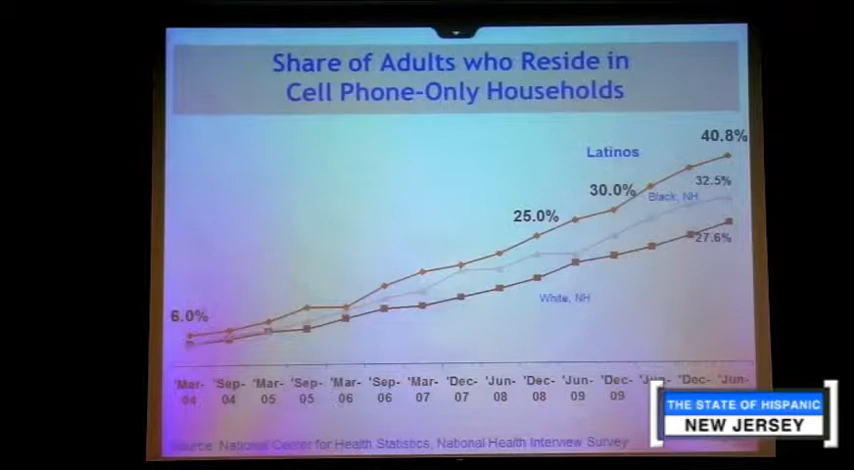 Share of Adults who Reside in
Cell Phone-Only Households
40.8%
Latinos
32.5%
30.0%
Black, NH
25.0%
27.6%
White, NH
6.0%
'Mar-04 'Sep-04 'Mar-05 'Sep-05 'Mar-06 'Sep-06 'Mar-07 'Dec-07 'Jun-08 'Dec-08 'Jun-09 'Dec-09 'Jun- 'Dec- 'Jun-
Source: National Center for Health Statistics, National Health Interview Survey
THE STATE OF HISPANIC
NEW JERSEY